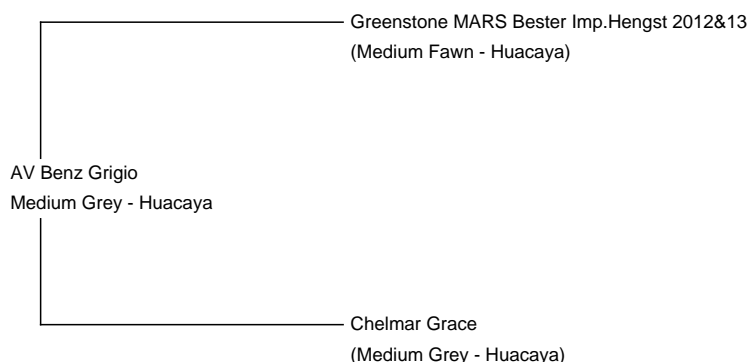 Greenstone MARS Bester Imp.Hengst 2012&13
(Medium Fawn - Huacaya)
AV Benz Grigio
Medium Grey - Huacaya
Chelmar Grace
(Medium Grey - Huacaya)